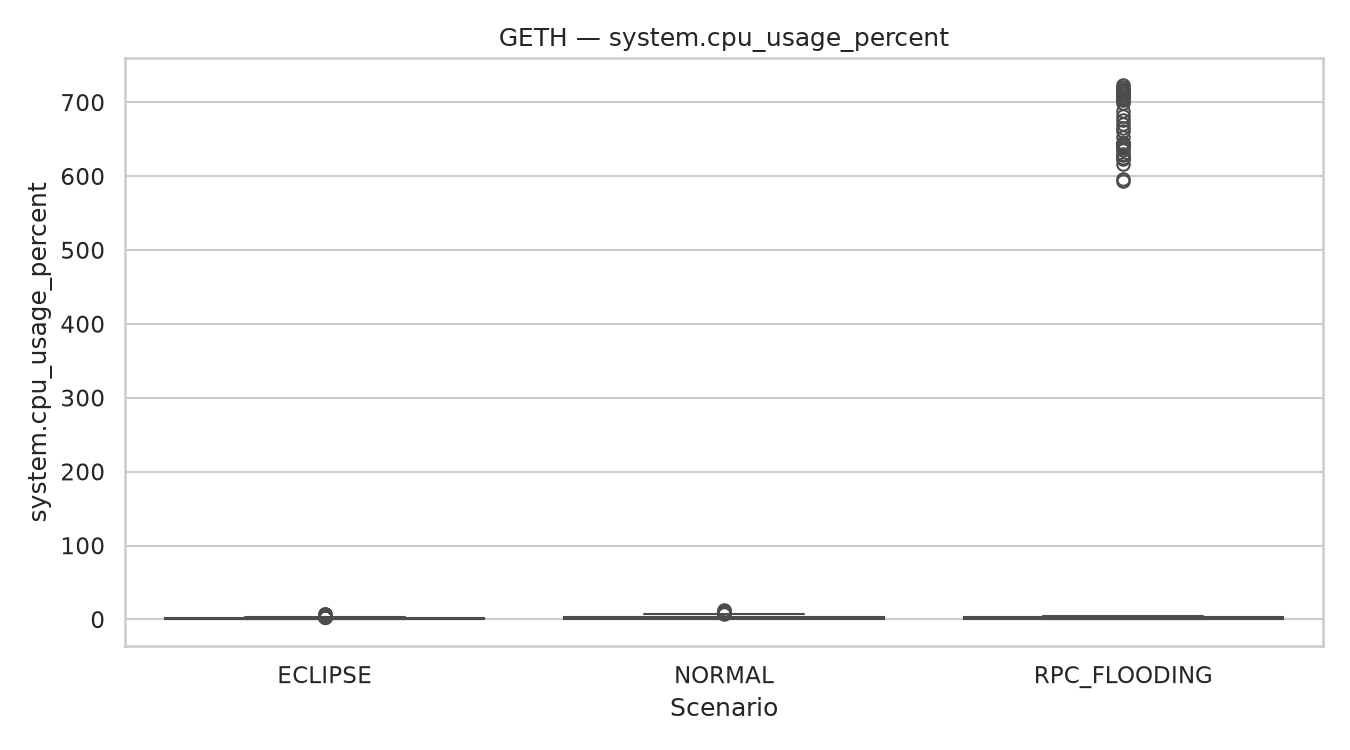 GETH — system.cpu_usage_percent
system.cpu_usage_percent
700
600
500
400
300
200
100
0
ECLIPSE NORMAL RPC_FLOODING
Scenario